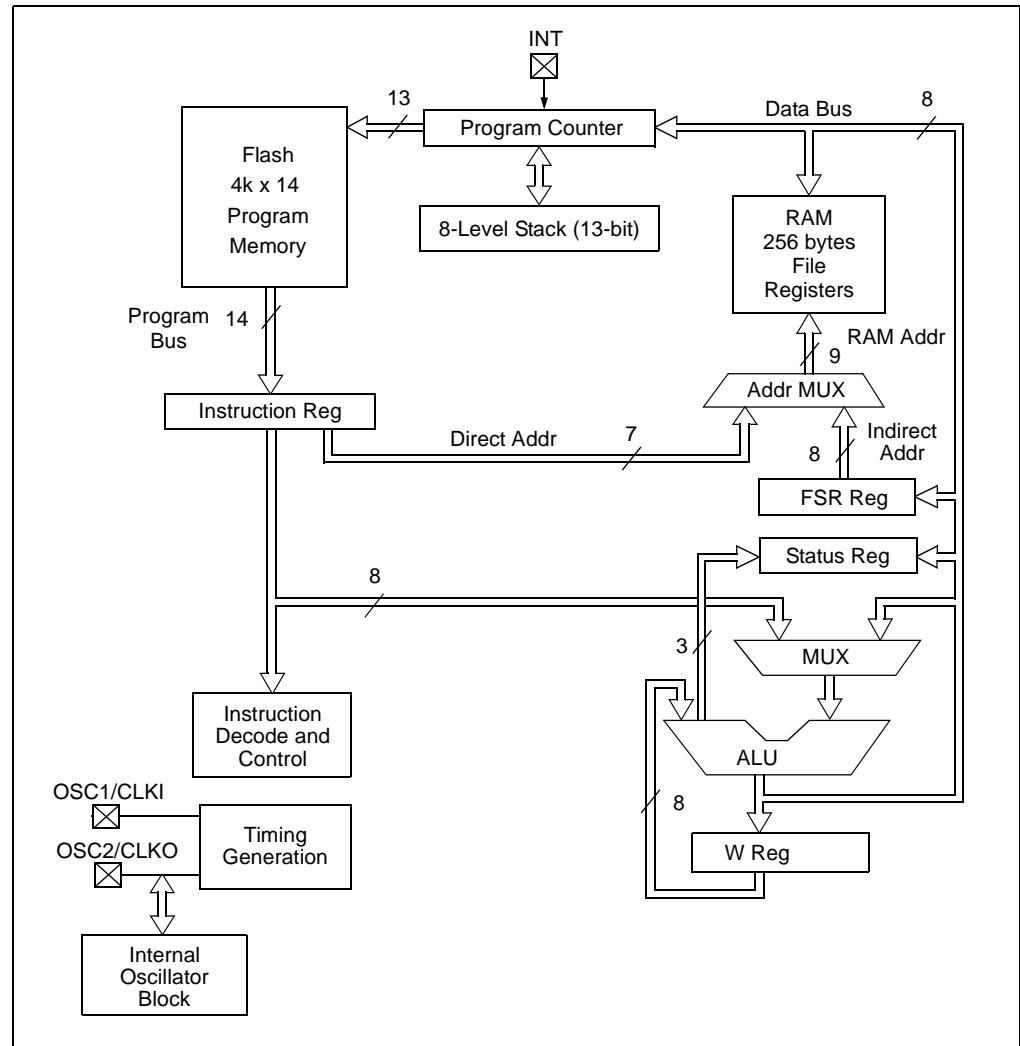 INT
13
Program Counter
Data Bus
8
Flash
4k x 14
Program
Memory
8-Level Stack (13-bit)
RAM
256 bytes
File
Registers
Program
Bus
14
RAM Addr
9
Addr MUX
Instruction Reg
Direct Addr
7
Indirect
Addr
8
FSR Reg
Status Reg
8
3
MUX
Instruction
Decode and
Control
ALU
OSC1/CLKI
8
Timing
Generation
OSC2/CLKO
W Reg
Internal
Oscillator
Block